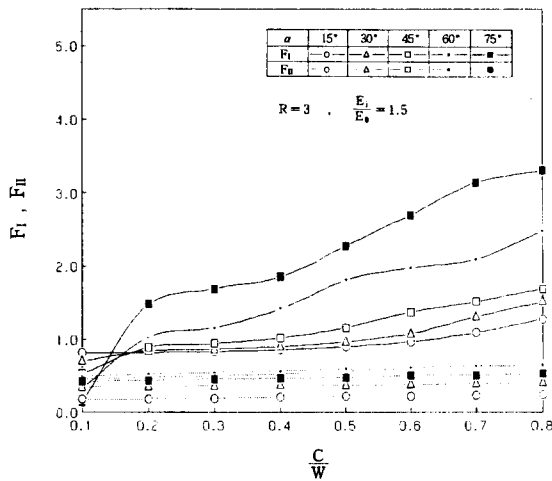 5.0
4.0
3.0
2.0
1.0
0.0
F_I , F_II
α 15° 30° 45° 60° 75°
F_I
F_II
R = 3 , E_i/E_0 = 1.5
0.1 0.2 0.3 0.4 0.5 0.6 0.7 0.8
C/W